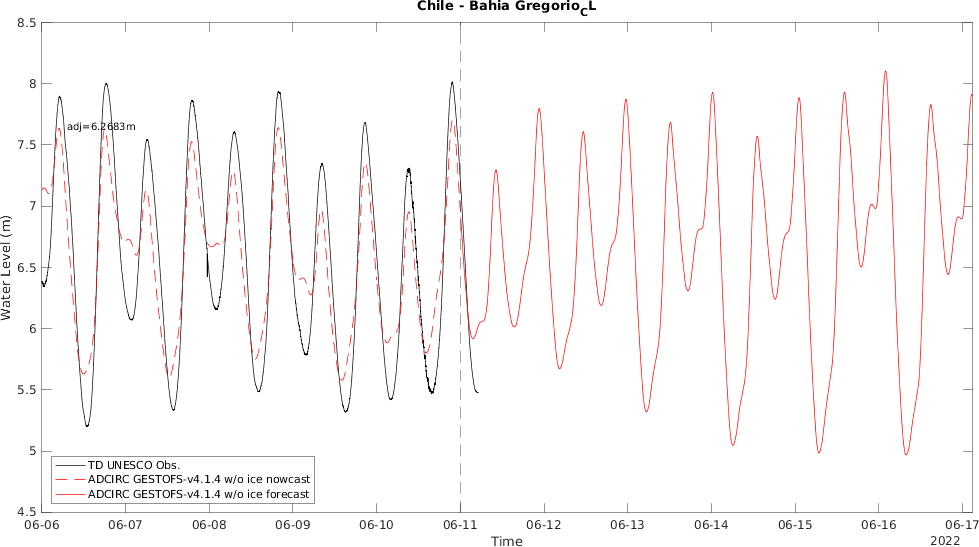 Chile - Bahia Gregorio_CL
8.5
8
7.5
7
6.5
6
5.5
5
4.5
Water Level (m)
adj=6.2683m
TD UNESCO Obs.
ADCIRC GESTOFS-v4.1.4 w/o ice nowcast
ADCIRC GESTOFS-v4.1.4 w/o ice forecast
06-06 06-07 06-08 06-09 06-10 06-11 06-12 06-13 06-14 06-15 06-16 06-17
Time
2022